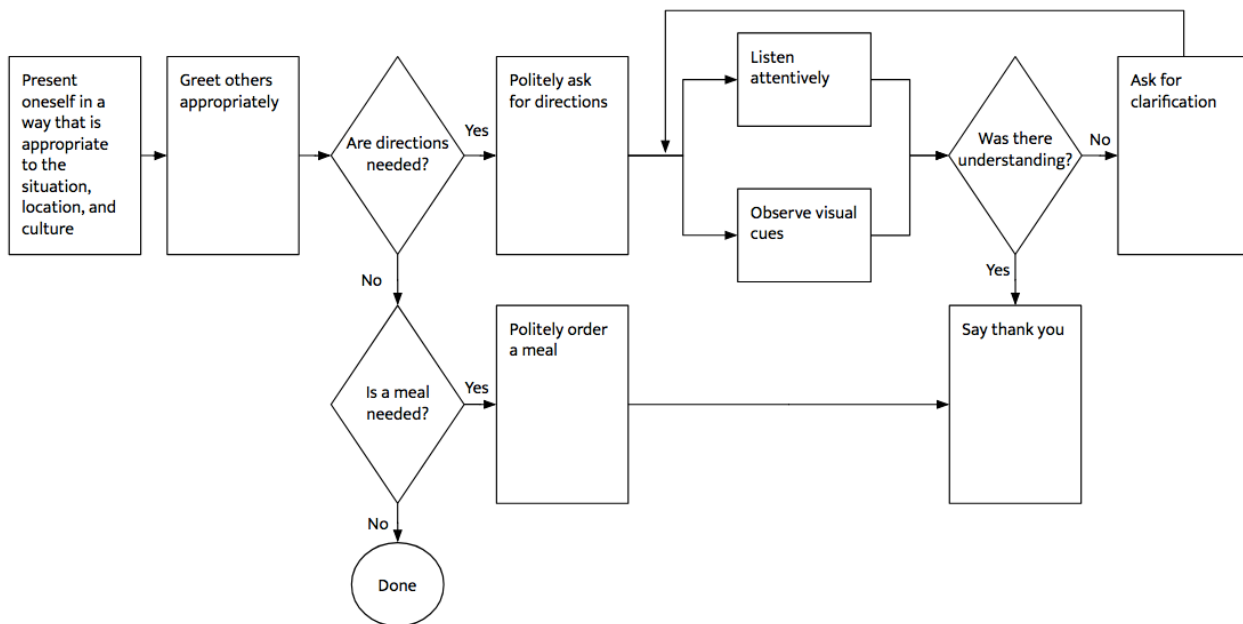 Present
oneself in a
way that is
appropriate
to the
situation,
location, and
culture
Greet others
appropriately
Are directions
needed?
Yes
No
Politely ask
for directions
Listen
attentively
Observe visual
cues
Was there
understanding?
No
Yes
Ask for
clarification
Is a meal
needed?
Yes
No
Politely order
a meal
Say thank you
Done